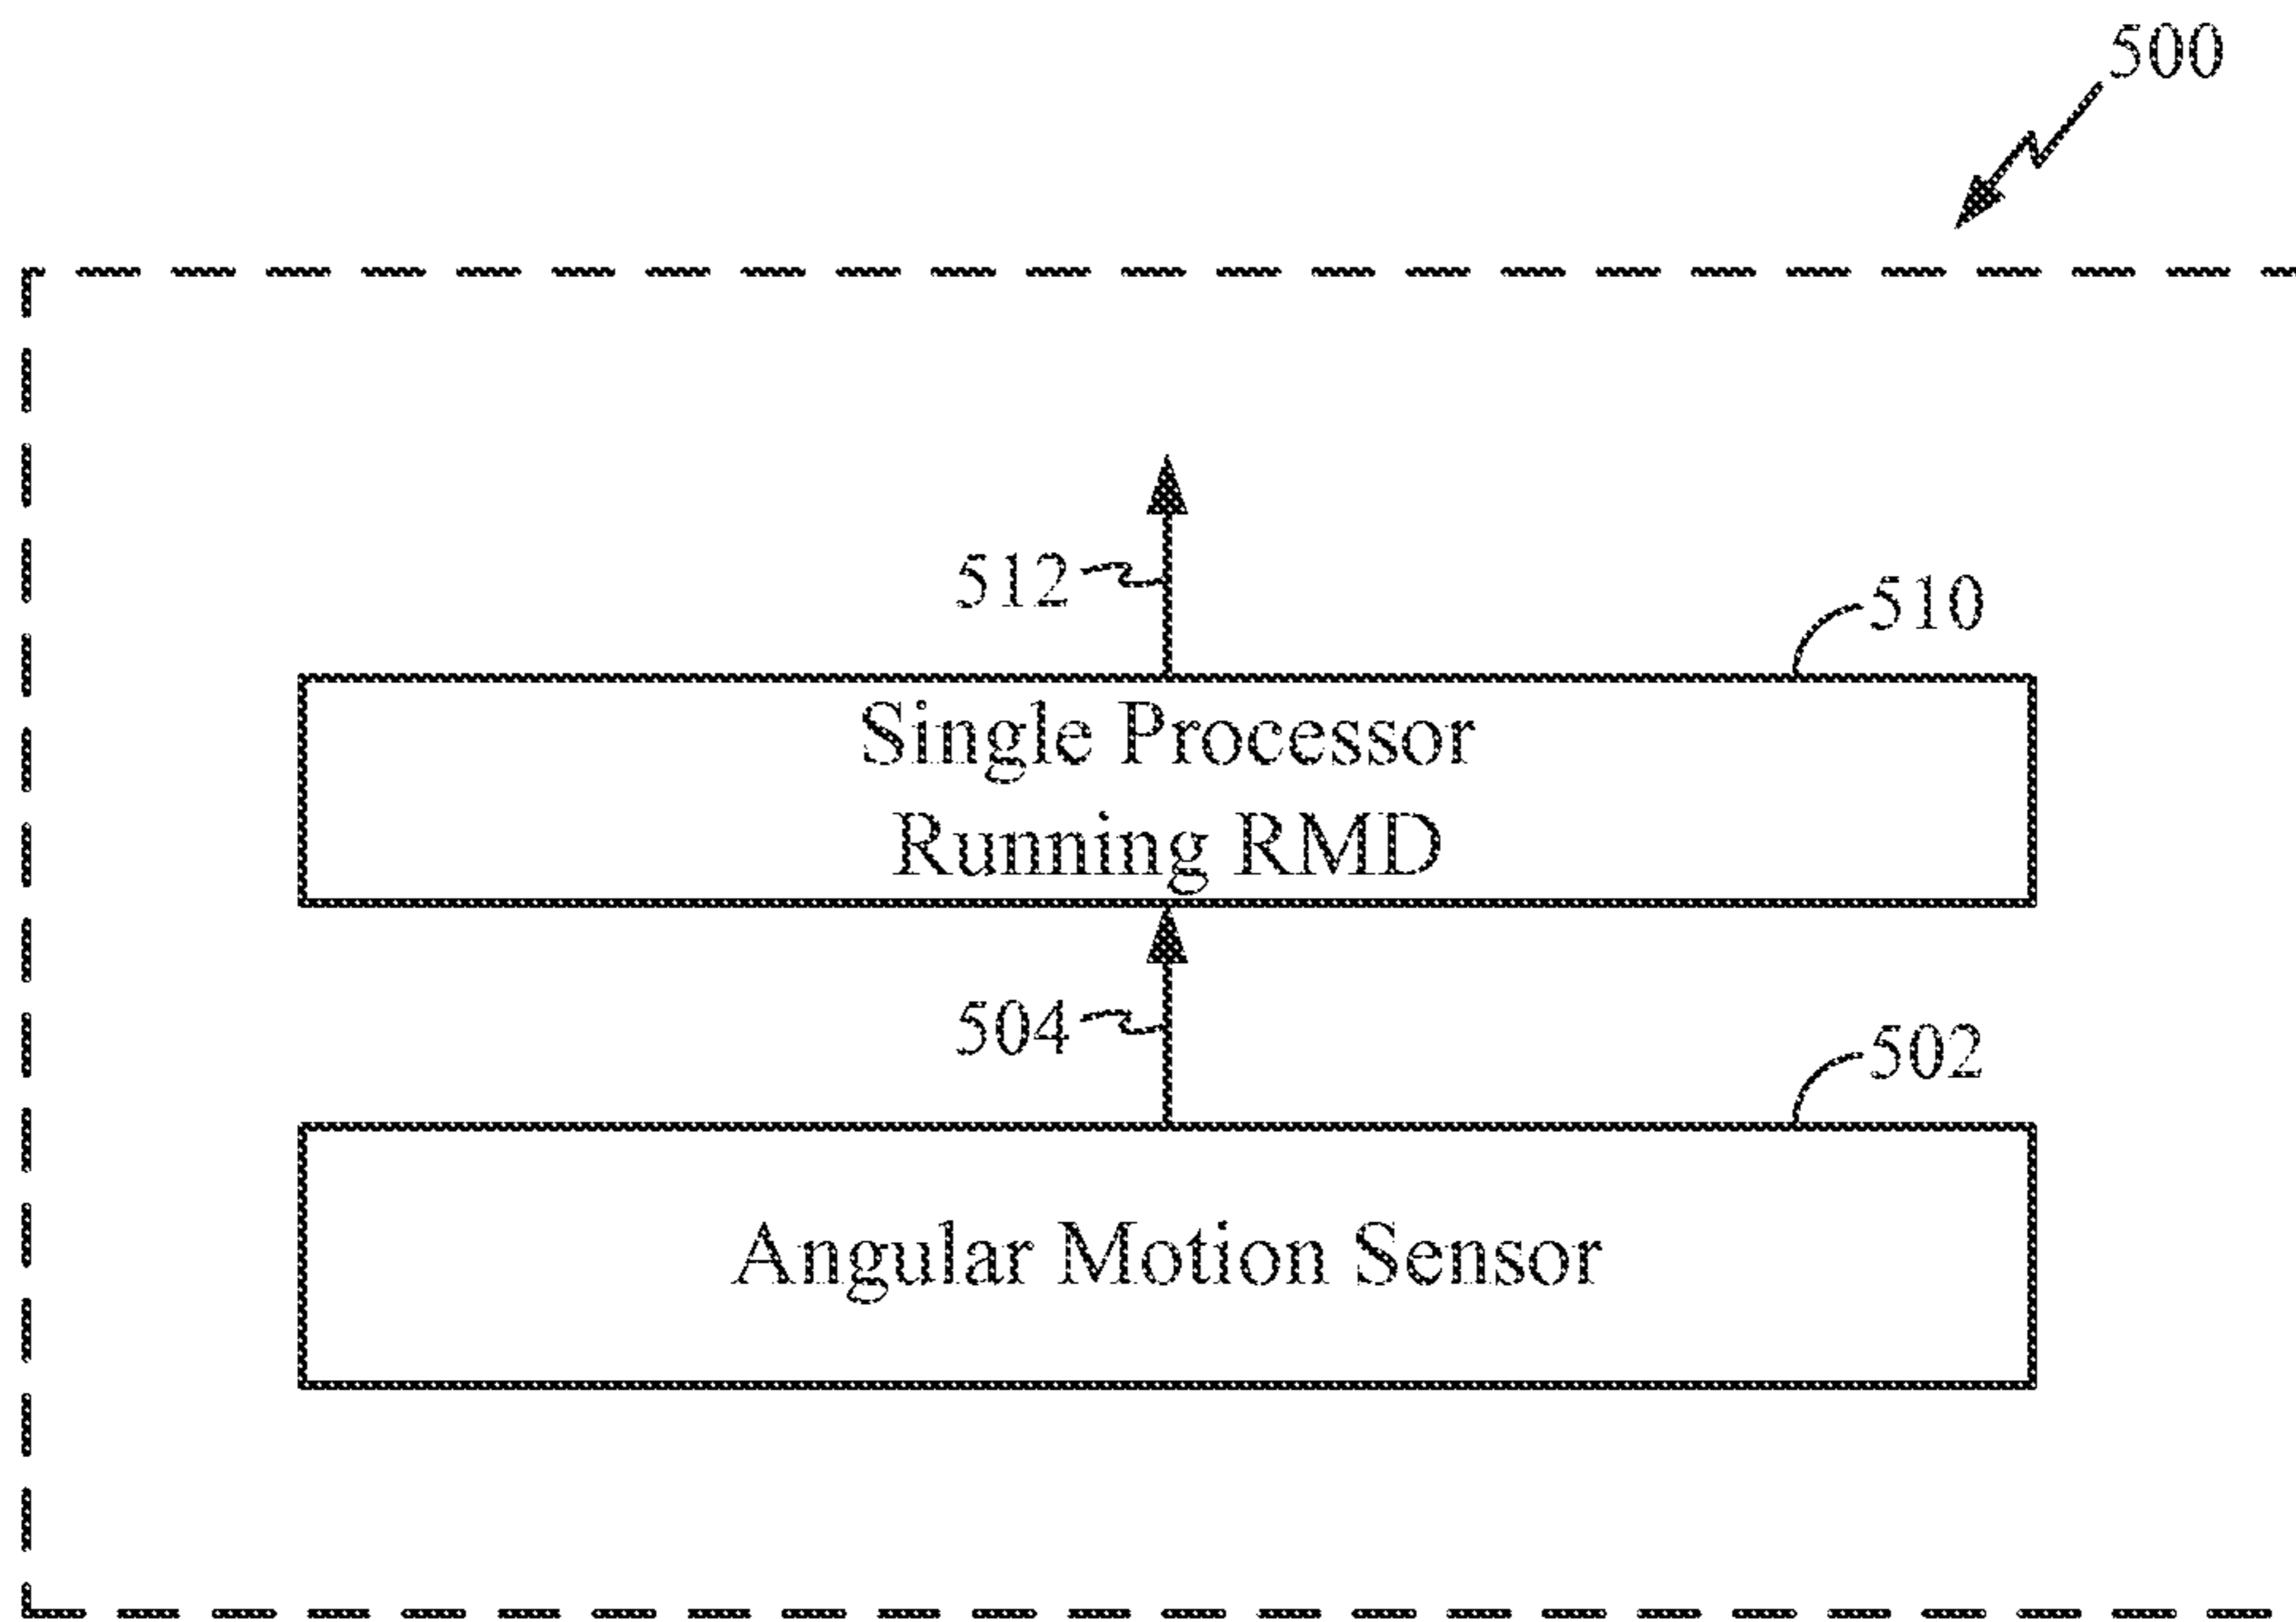 500
512
510
Single Processor
Running RMD
504
502
Angular Motion Sensor